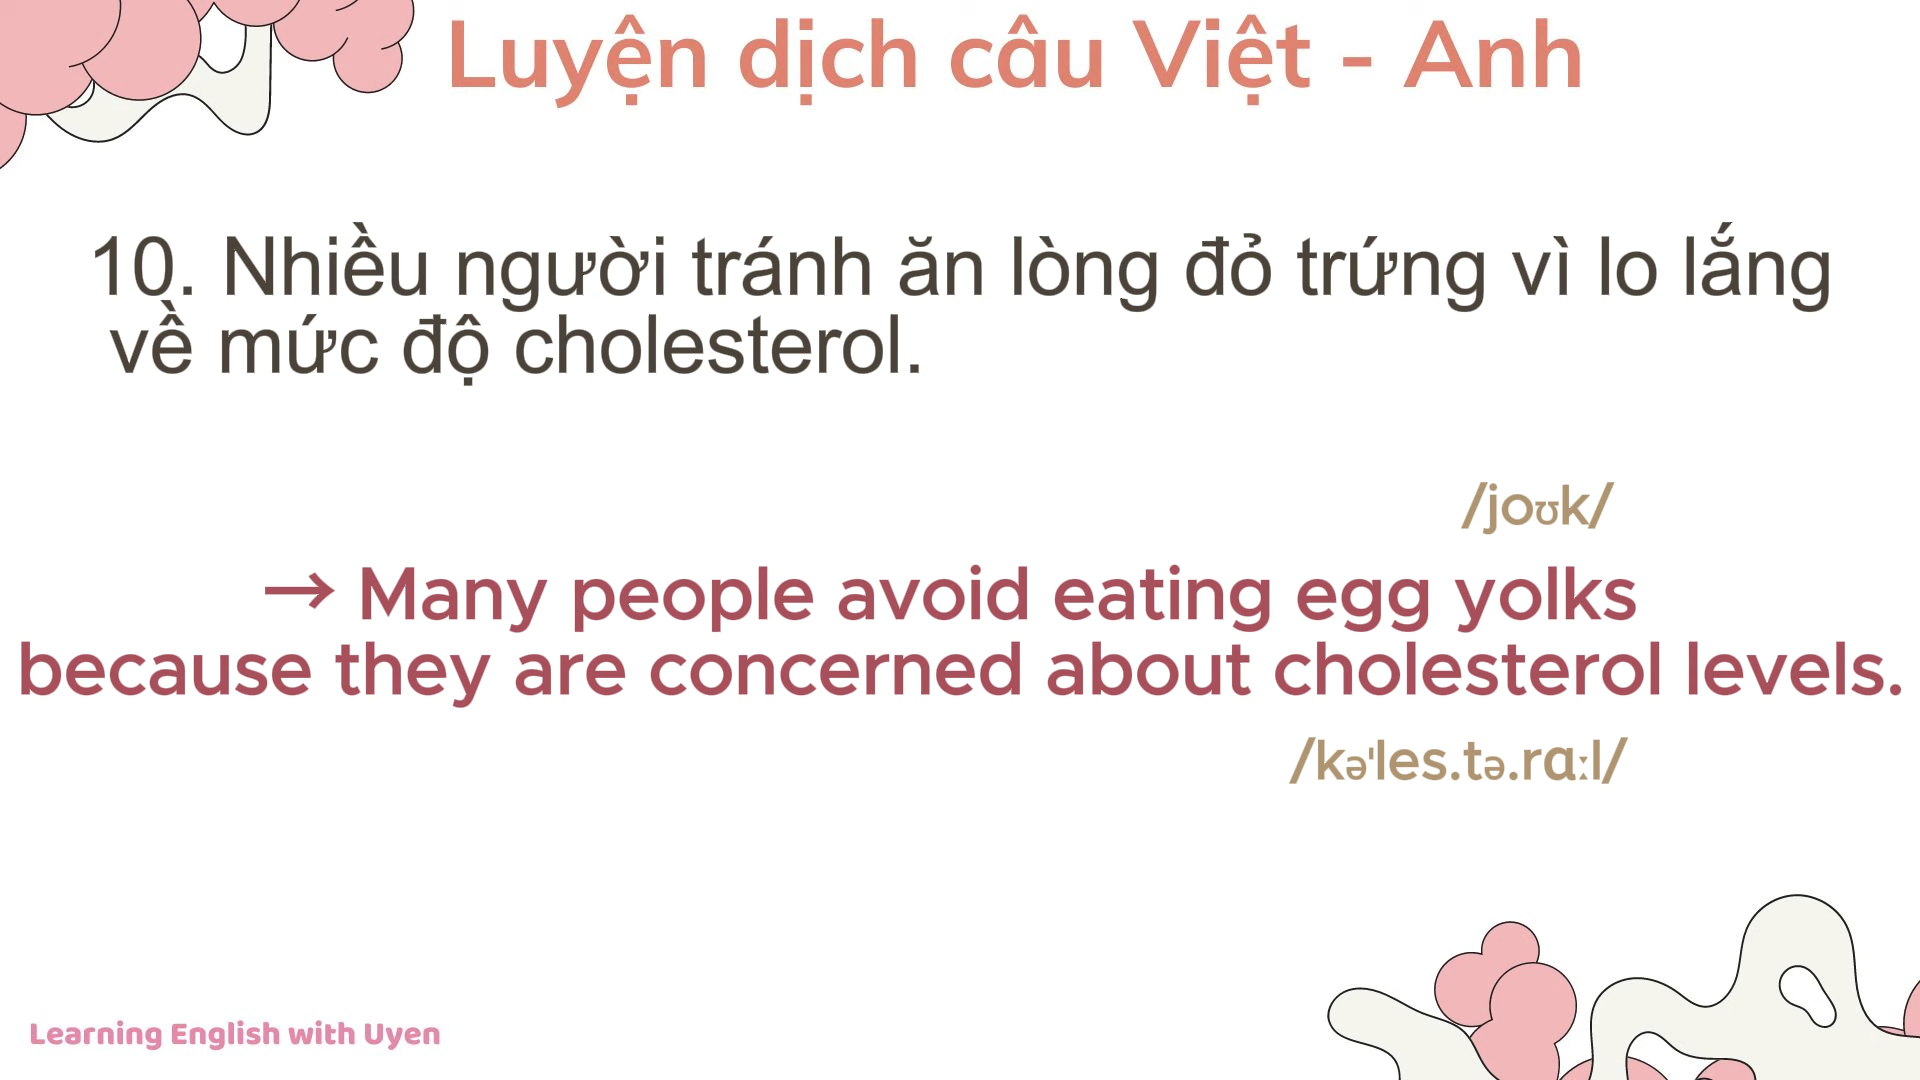 Luyện dịch câu Việt - Anh
10. Nhiều người tránh ăn lòng đỏ trứng vì lo lắng
về mức độ cholesterol.
/joʊk/
→ Many people avoid eating egg yolks
because they are concerned about cholesterol levels.
/kəˈles.tə.rɑːl/
Learning English with Uyen